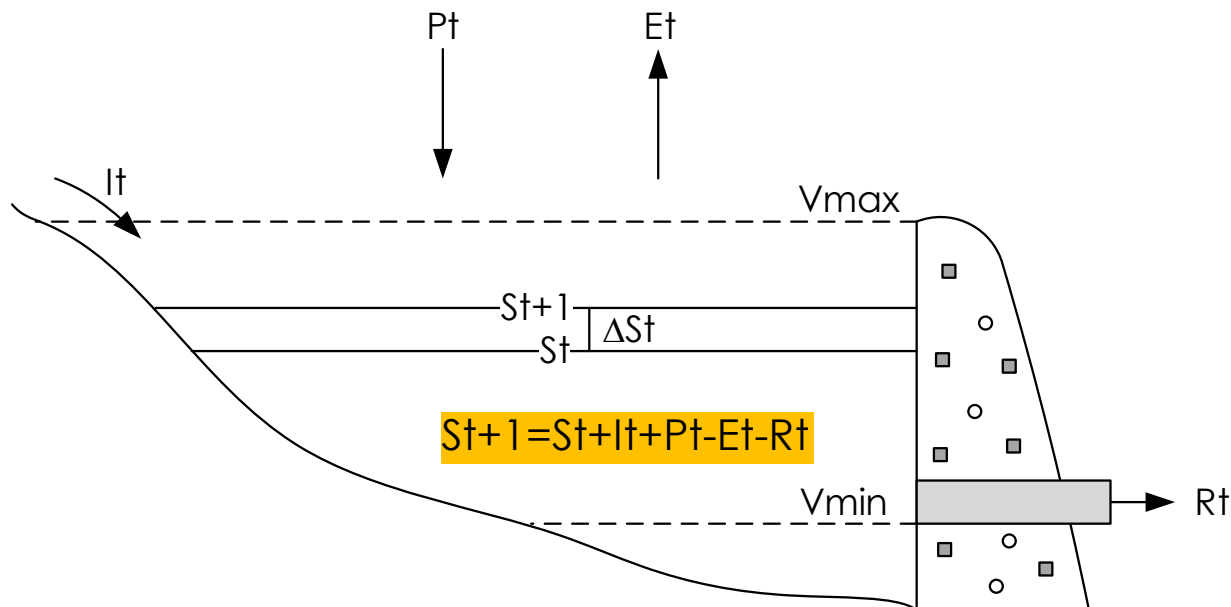 Pt
Et
It
Vmax
St+1
ΔSt
St
St+1=St+It+Pt-Et-Rt
Vmin
Rt